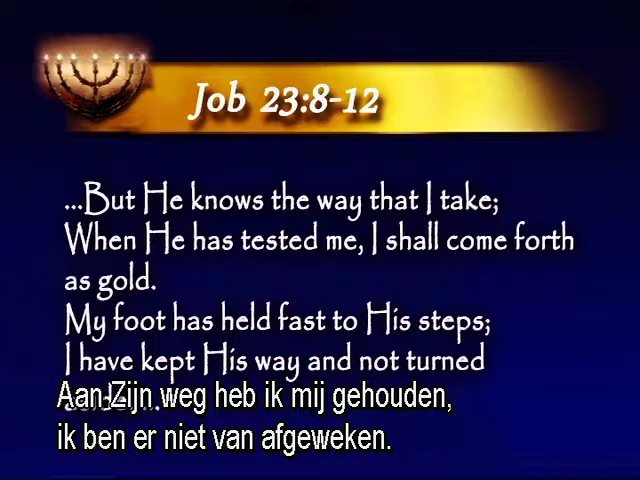 Job 23:8-12
...But He knows the way that I take;
When He has tested me, I shall come forth
as gold.
My foot has held fast to His steps;
I have kept His way and not turned
Aan Zijn weg heb ik mij gehouden,
ik ben er niet van afgeweken.